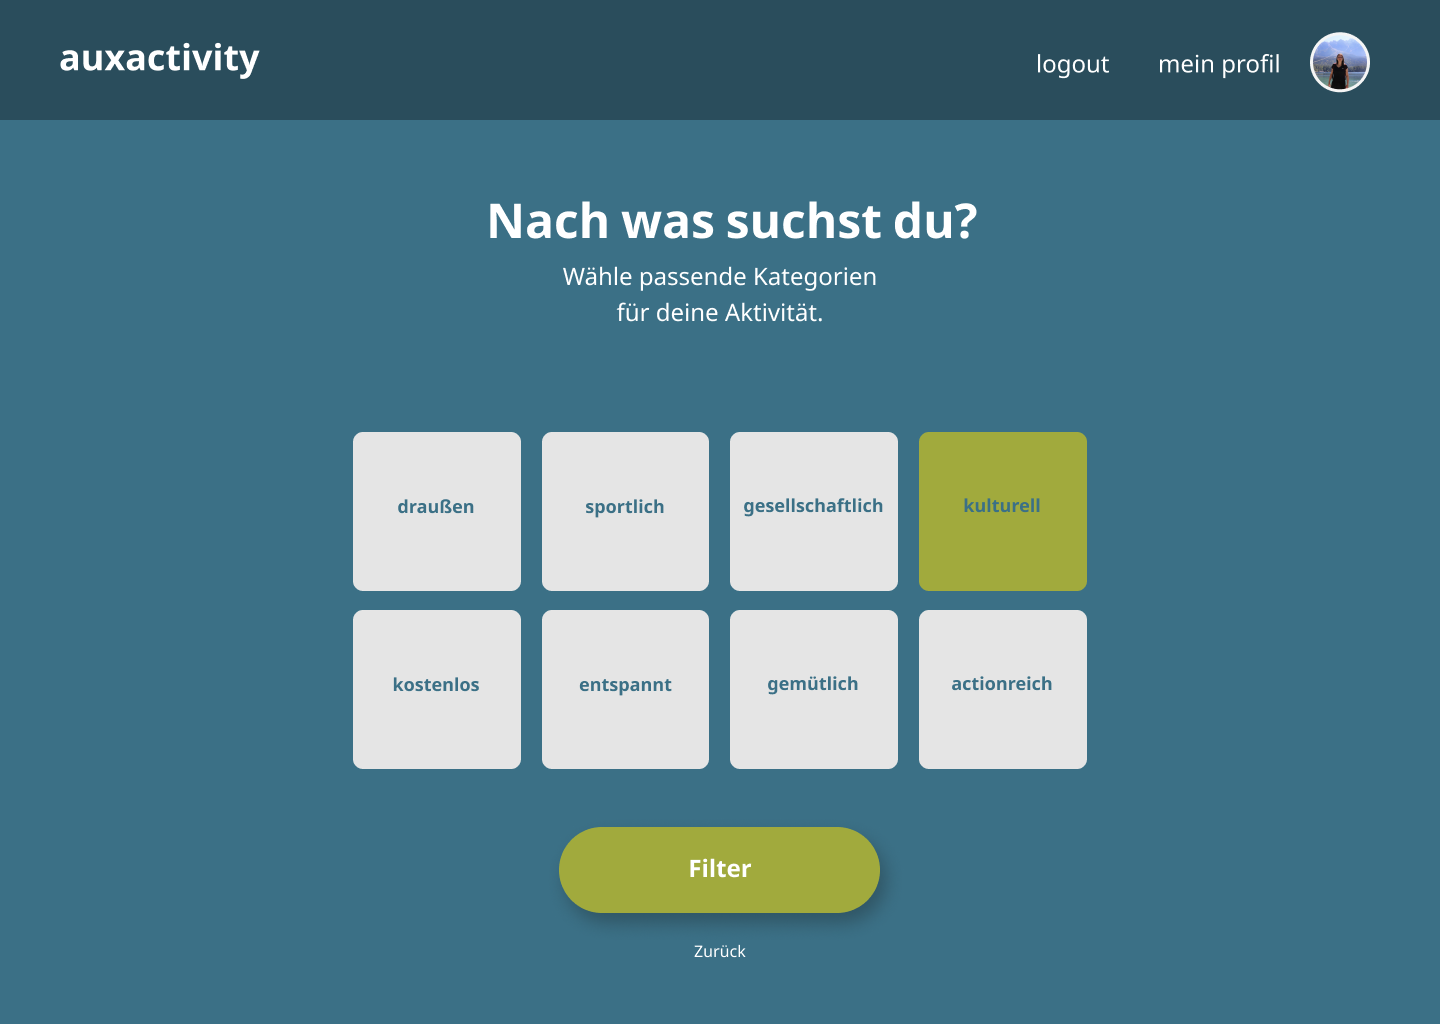 auxactivity
logout
mein profil
Nach was suchst du?
Wähle passende Kategorien
für deine Aktivität.
draußen
sportlich
gesellschaftlich
kulturell
kostenlos
entspannt
gemütlich
actionreich
Filter
Zurück